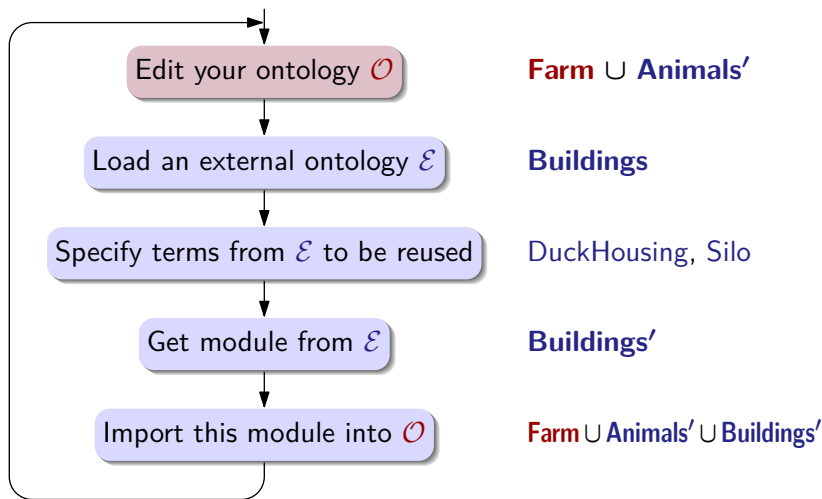 Edit your ontology 𝒪 Farm ∪ Animals′
Load an external ontology ℰ Buildings
Specify terms from ℰ to be reused DuckHousing, Silo
Get module from ℰ Buildings′
Import this module into 𝒪 Farm ∪ Animals′ ∪ Buildings′